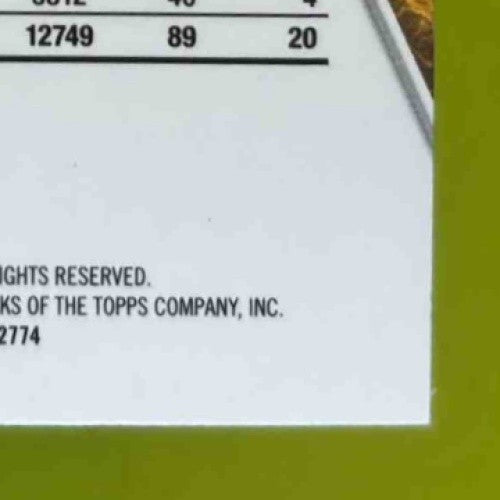 12749 89 20
IGHTS RESERVED.
KS OF THE TOPPS COMPANY, INC.
2774